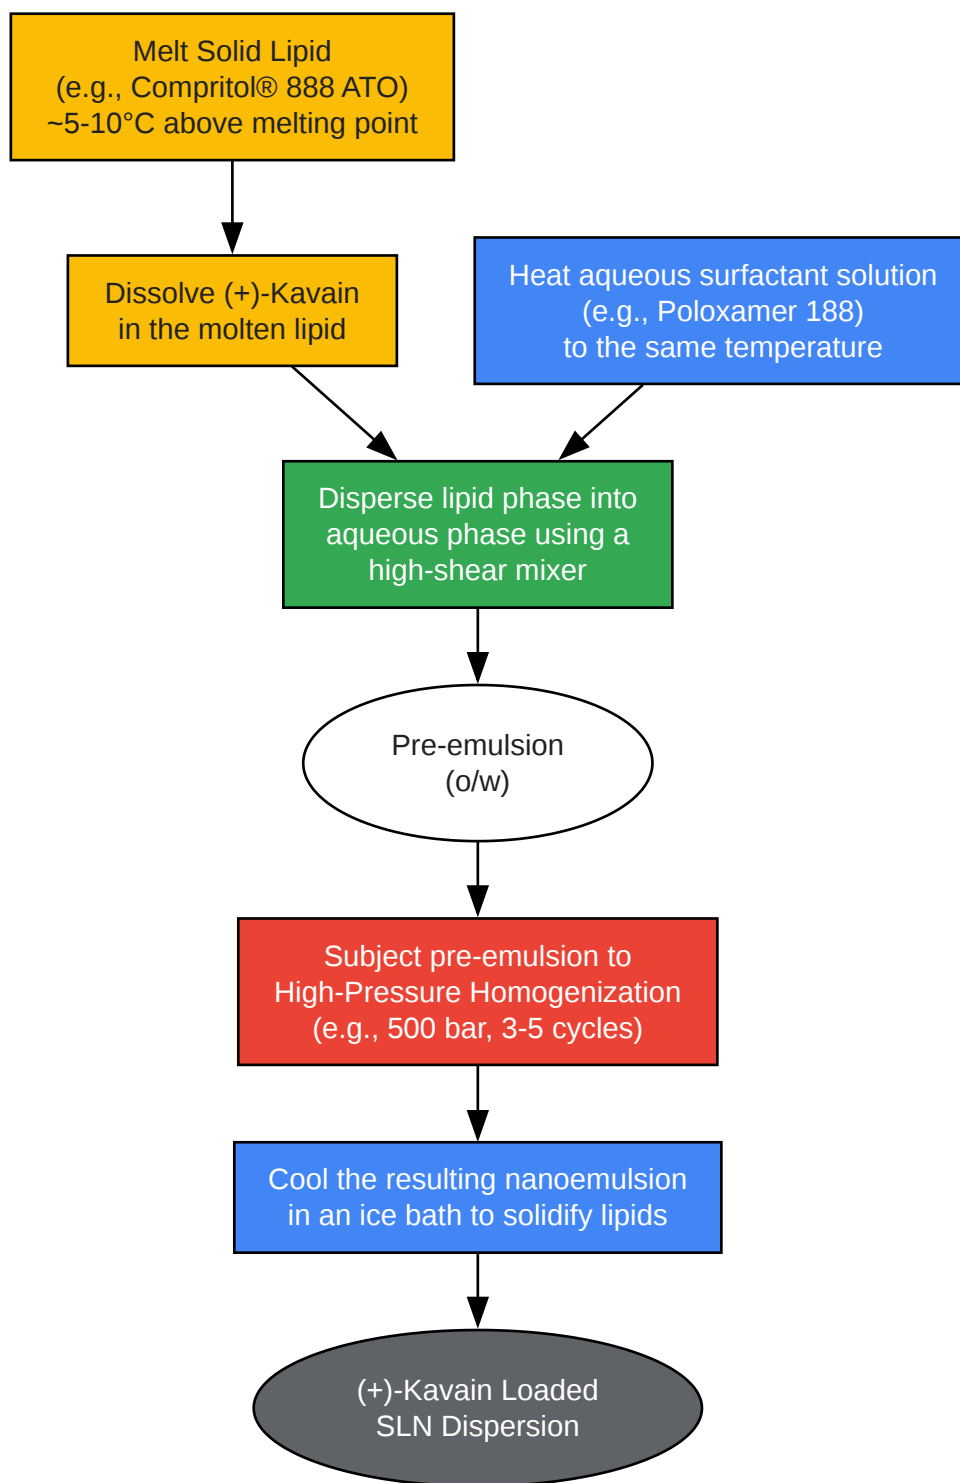 Melt Solid Lipid
(e.g., Compritol® 888 ATO)
~5-10°C above melting point
Dissolve (+)-Kavain
in the molten lipid
Heat aqueous surfactant solution
(e.g., Poloxamer 188)
to the same temperature
Disperse lipid phase into
aqueous phase using a
high-shear mixer
Pre-emulsion
(o/w)
Subject pre-emulsion to
High-Pressure Homogenization
(e.g., 500 bar, 3-5 cycles)
Cool the resulting nanoemulsion
in an ice bath to solidify lipids
(+)-Kavain Loaded
SLN Dispersion